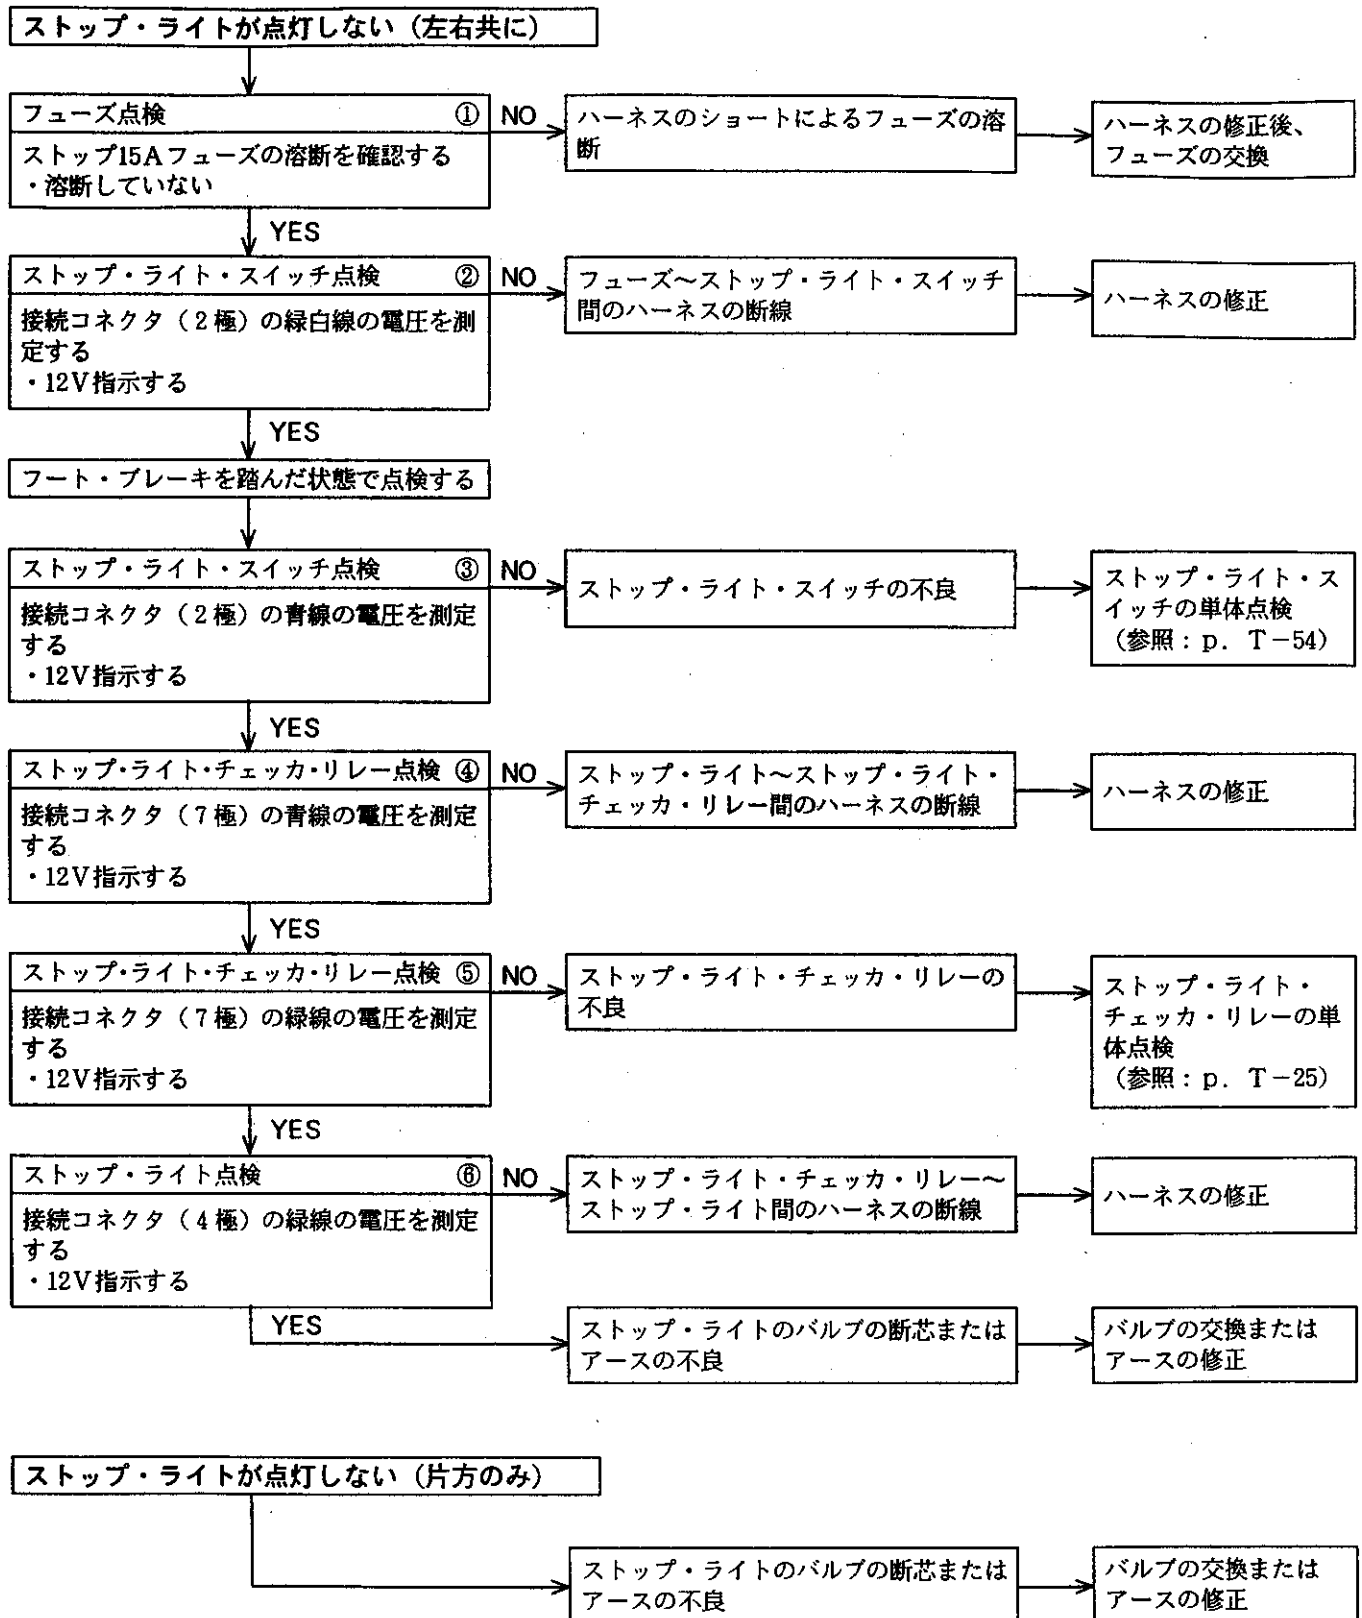 ストップ・ライトが点灯しない（左右共に）
フューズ点検 ①
ストップ15Aフューズの溶断を確認する
・溶断していない
NO
ハーネスのショートによるフューズの溶
断
ハーネスの修正後、
フューズの交換
YES
ストップ・ライト・スイッチ点検 ②
接続コネクタ（2極）の緑白線の電圧を測
定する
・12V指示する
NO
フューズ～ストップ・ライト・スイッチ
間のハーネスの断線
ハーネスの修正
YES
フート・ブレーキを踏んだ状態で点検する
ストップ・ライト・スイッチ点検 ③
接続コネクタ（2極）の青線の電圧を測定
する
・12V指示する
NO
ストップ・ライト・スイッチの不良
ストップ・ライト・ス
イッチの単体点検
（参照：p．T－54）
YES
ストップ・ライト・チェッカ・リレー点検 ④
接続コネクタ（7極）の青線の電圧を測定
する
・12V指示する
NO
ストップ・ライト～ストップ・ライト・
チェッカ・リレー間のハーネスの断線
ハーネスの修正
YES
ストップ・ライト・チェッカ・リレー点検 ⑤
接続コネクタ（7極）の緑線の電圧を測定
する
・12V指示する
NO
ストップ・ライト・チェッカ・リレーの
不良
ストップ・ライト・
チェッカ・リレーの単
体点検
（参照：p．T－25）
YES
ストップ・ライト点検 ⑥
接続コネクタ（4極）の緑線の電圧を測定
する
・12V指示する
NO
ストップ・ライト・チェッカ・リレー～
ストップ・ライト間のハーネスの断線
ハーネスの修正
YES
ストップ・ライトのバルブの断芯または
アースの不良
バルブの交換または
アースの修正
ストップ・ライトが点灯しない（片方のみ）
ストップ・ライトのバルブの断芯または
アースの不良
バルブの交換または
アースの修正